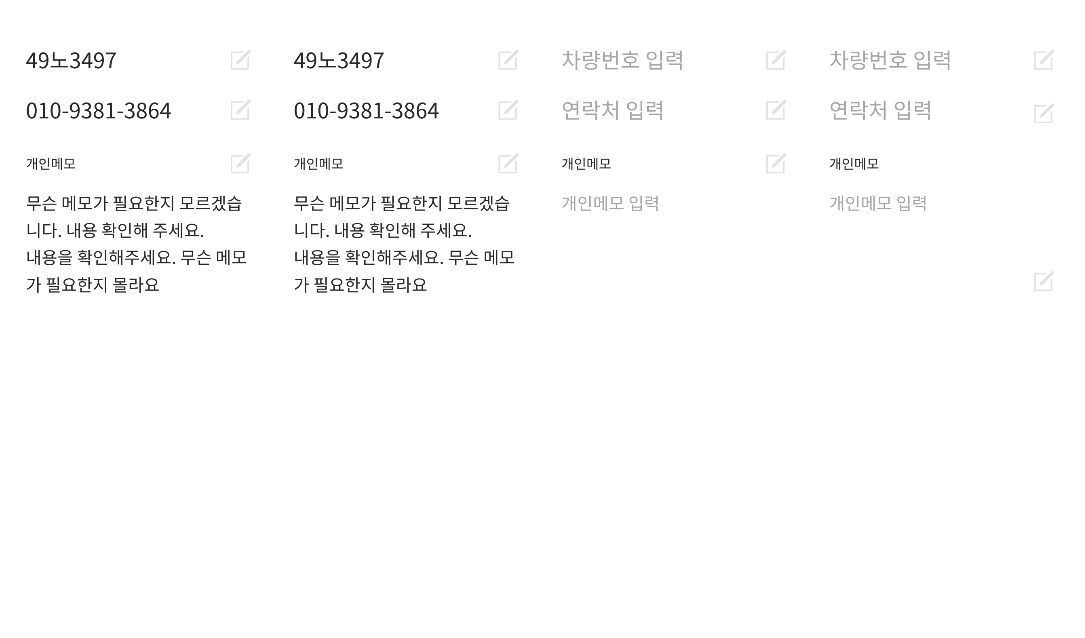 49노3497
010-9381-3864
개인메모
무슨 메모가 필요한지 모르겠습
니다. 내용 확인해 주세요.
내용을 확인해주세요. 무슨 메모
가 필요한지 몰라요
49노3497
010-9381-3864
개인메모
무슨 메모가 필요한지 모르겠습
니다. 내용 확인해 주세요.
내용을 확인해주세요. 무슨 메모
가 필요한지 몰라요
차량번호 입력
연락처 입력
개인메모
개인메모 입력
차량번호 입력
연락처 입력
개인메모
개인메모 입력